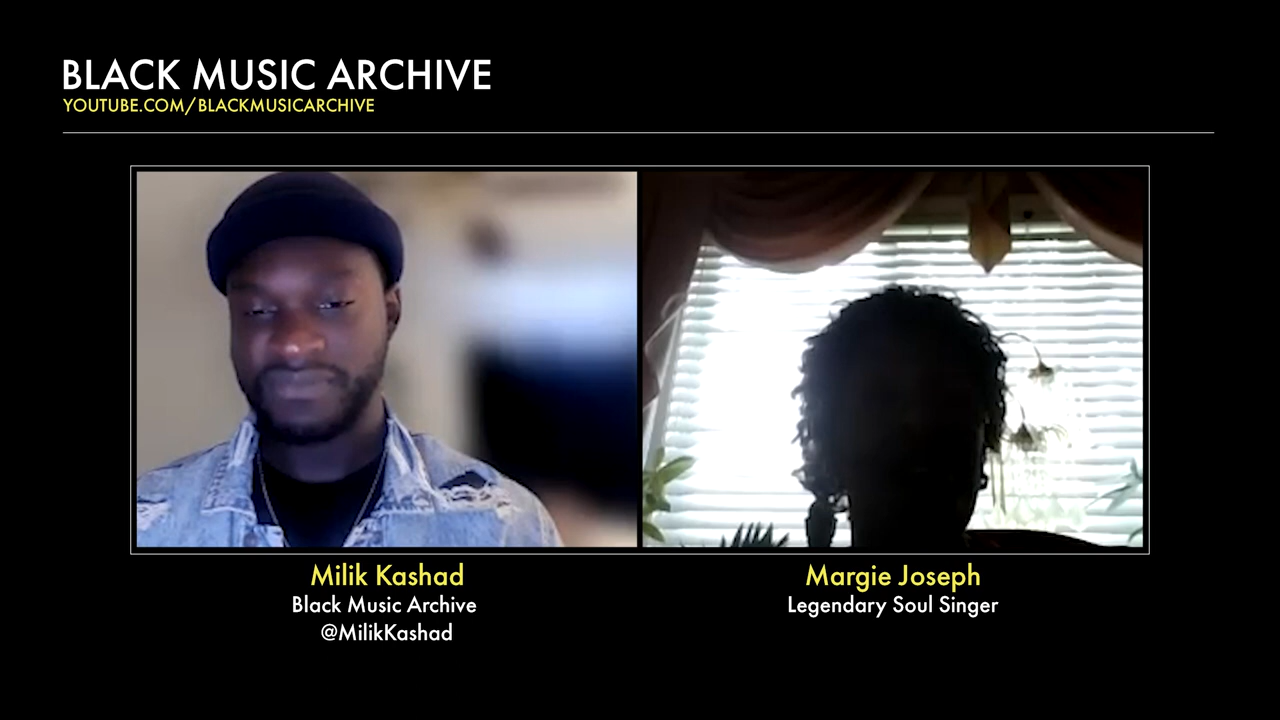 BLACK MUSIC ARCHIVE
YOUTUBE.COM/BLACKMUSICARCHIVE
Milik Kashad
Black Music Archive
@MilikKashad
Margie Joseph
Legendary Soul Singer